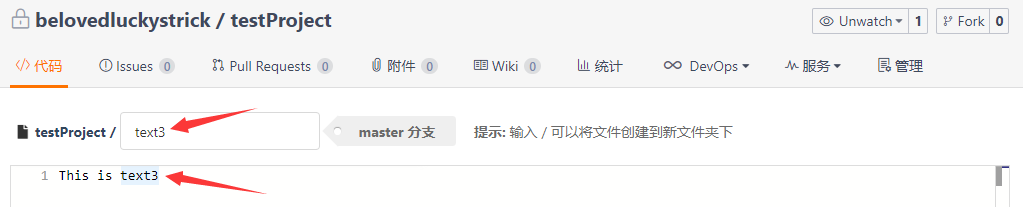 belovedluckystrick / testProject
Unwatch 1 Fork 0
代码 Issues 0 Pull Requests 0 附件 0 Wiki 0 统计 DevOps 服务 管理
testProject / text3 master 分支 提示: 输入 / 可以将文件创建到新文件夹下
1 This is text3